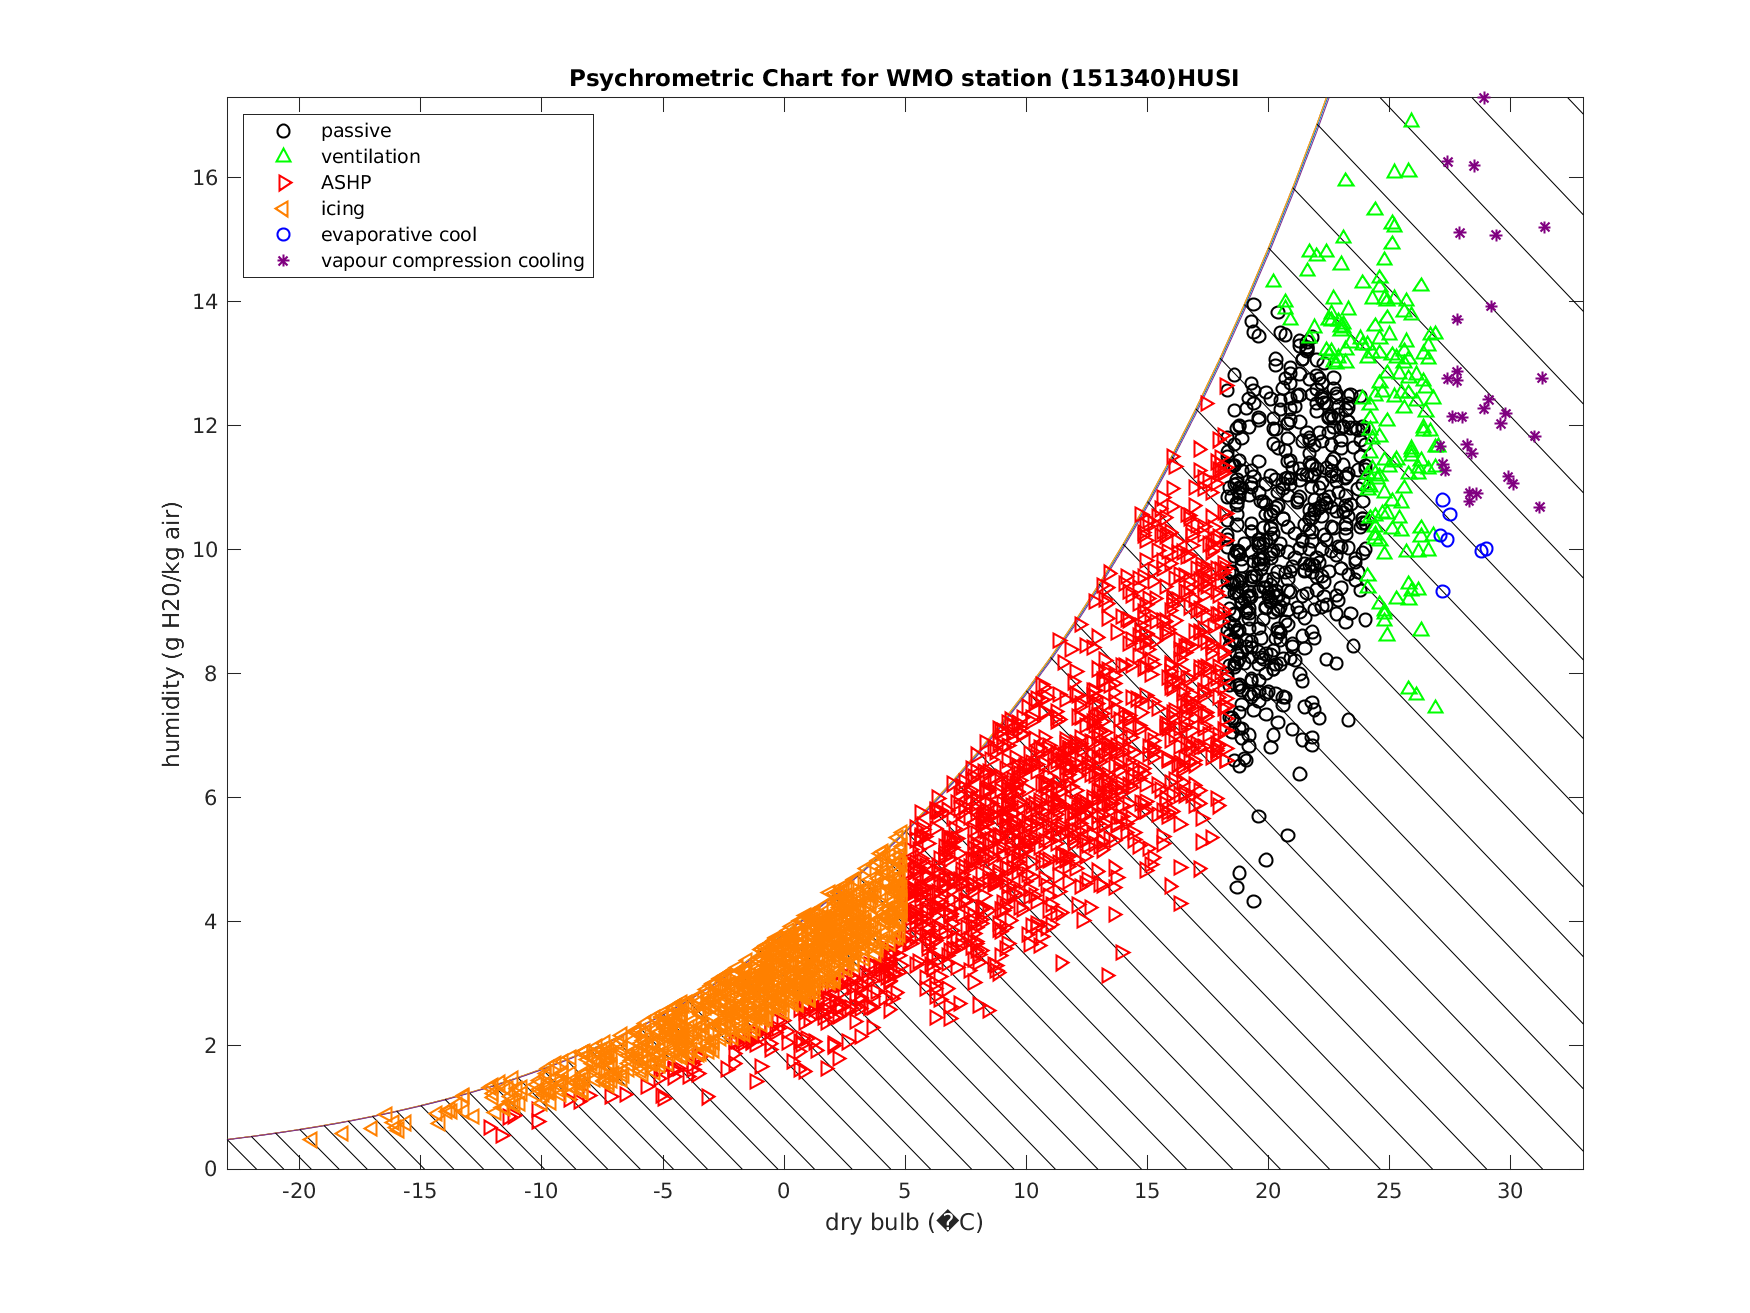 Psychrometric Chart for WMO station (151340)HUSI
passive
ventilation
ASHP
icing
evaporative cool
vapour compression cooling
humidity (g H20/kg air)
16
14
12
10
8
6
4
2
0
-20 -15 -10 -5 0 5 10 15 20 25 30
dry bulb (�C)